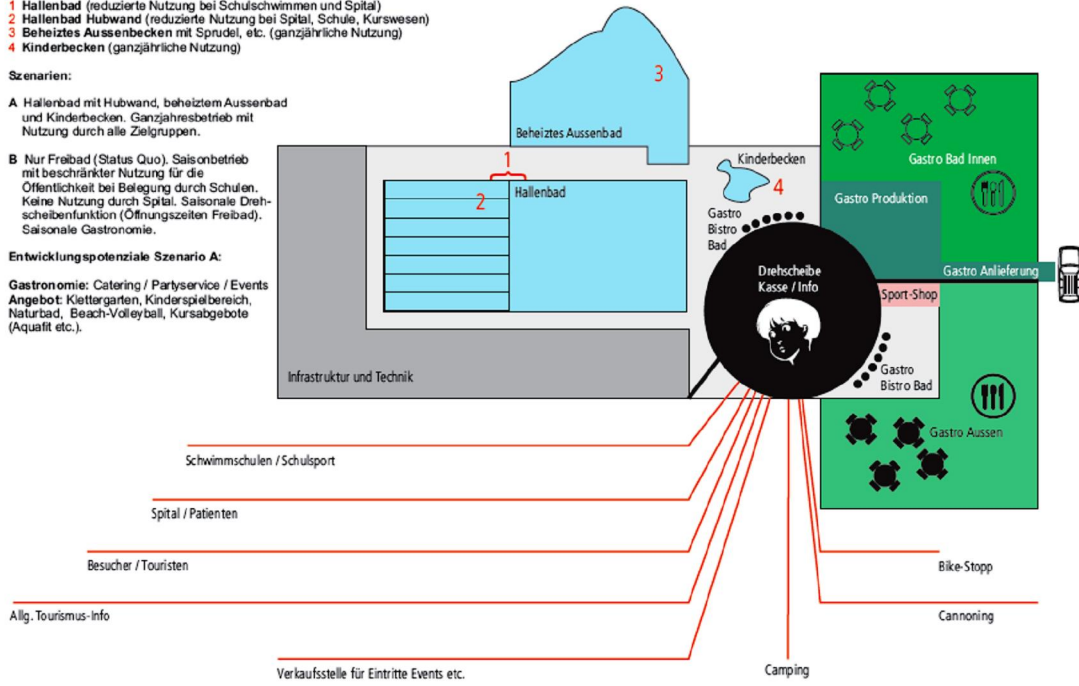 1 Hallenbad (reduzierte Nutzung bei Schulschwimmen und Spital)
2 Hallenbad Hubwand (reduzierte Nutzung bei Spital, Schule, Kurswesen)
3 Beheiztes Aussenbecken mit Sprudel, etc. (ganzjährliche Nutzung)
4 Kinderbecken (ganzjährliche Nutzung)
Szenarien:
A Hallenbad mit Hubwand, beheiztem Aussenbad
und Kinderbecken. Ganzjahresbetrieb mit
Nutzung durch alle Zielgruppen.
B Nur Freibad (Status Quo). Saisonbetrieb
mit beschränkter Nutzung für die
Öffentlichkeit bei Belegung durch Schulen.
Keine Nutzung durch Spital. Saisonale Dreh-
scheibenfunktion (Öffnungszeiten Freibad).
Saisonale Gastronomie.
Entwicklungspotenziale Szenario A:
Gastronomie: Catering / Partyservice / Events
Angebot: Klettergarten, Kinderspielbereich,
Naturbad, Beach-Volleyball, Kursabgebote
(Aquafit etc.).
3
Beheiztes Aussenbad
1
2
Hallenbad
Kinderbecken
4
Gastro
Bistro
Bad
Gastro Bad Innen
Gastro Produktion
Gastro Anlieferung
Drehscheibe
Kasse / Info
Sport-Shop
Gastro
Bistro Bad
Gastro Aussen
Infrastruktur und Technik
Schwimmschulen / Schulsport
Spital / Patienten
Besucher / Touristen
Allg. Tourismus-Info
Verkaufsstelle für Eintritte Events etc.
Camping
Bike-Stopp
Cannoning